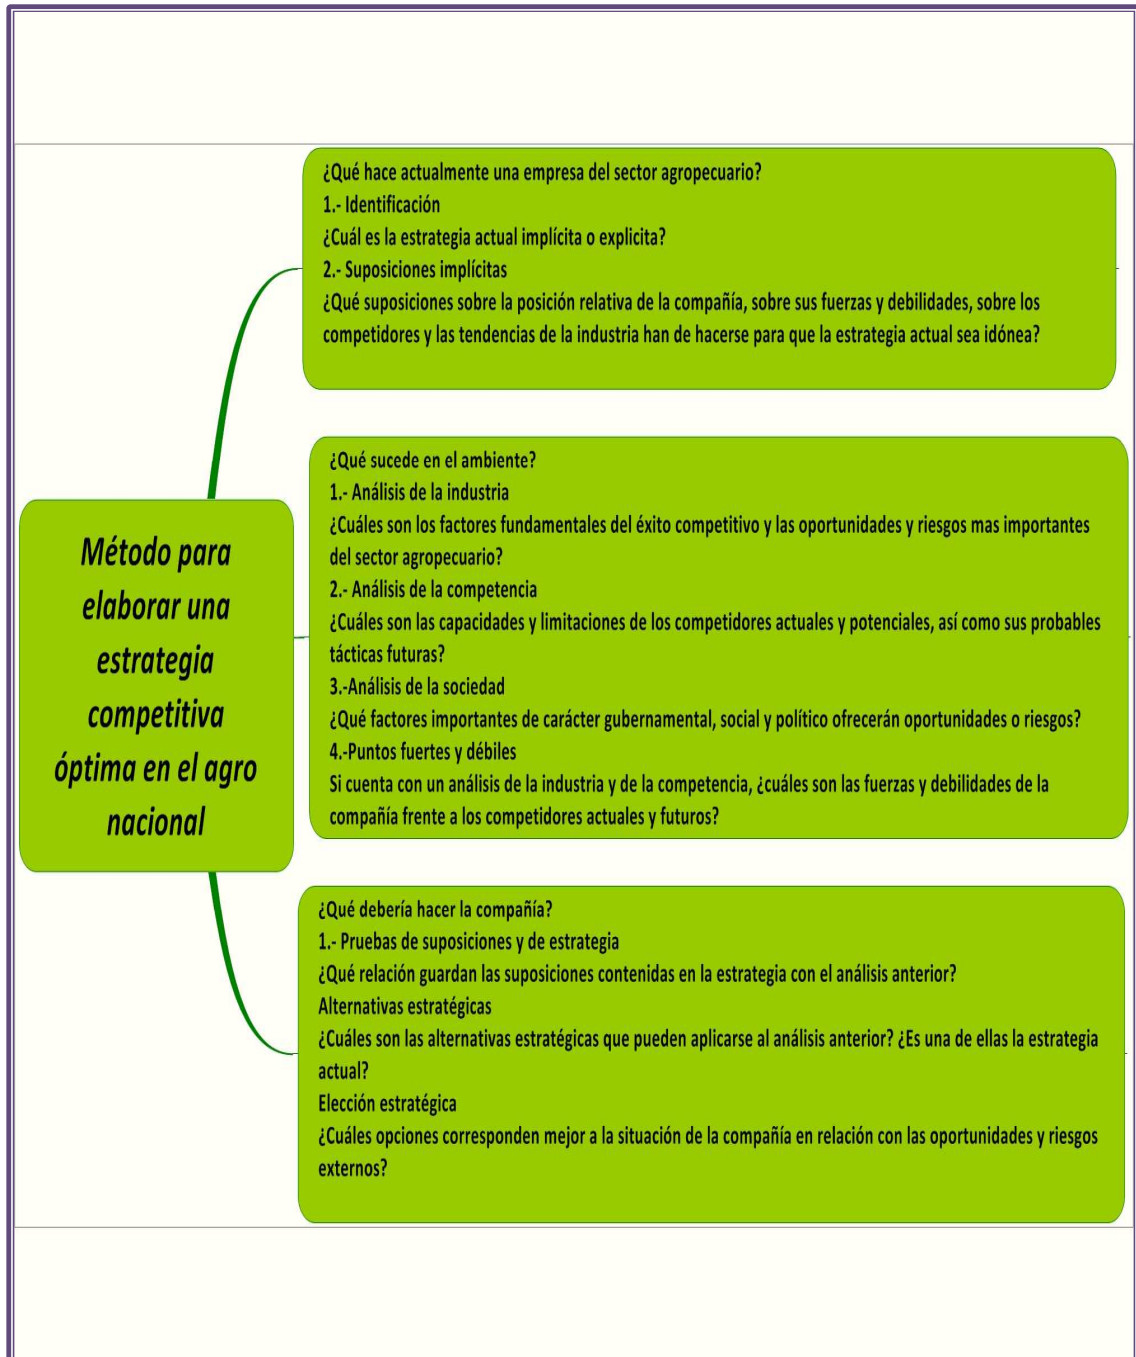 Método para
elaborar una
estrategia
competitiva
óptima en el agro
nacional
¿Qué hace actualmente una empresa del sector agropecuario?
1.- Identificación
¿Cuál es la estrategia actual implícita o explicita?
2.- Suposiciones implícitas
¿Qué suposiciones sobre la posición relativa de la compañía, sobre sus fuerzas y debilidades, sobre los
competidores y las tendencias de la industria han de hacerse para que la estrategia actual sea idónea?
¿Qué sucede en el ambiente?
1.- Análisis de la industria
¿Cuáles son los factores fundamentales del éxito competitivo y las oportunidades y riesgos mas importantes
del sector agropecuario?
2.- Análisis de la competencia
¿Cuáles son las capacidades y limitaciones de los competidores actuales y potenciales, así como sus probables
tácticas futuras?
3.-Análisis de la sociedad
¿Qué factores importantes de carácter gubernamental, social y político ofrecerán oportunidades o riesgos?
4.-Puntos fuertes y débiles
Si cuenta con un análisis de la industria y de la competencia, ¿cuáles son las fuerzas y debilidades de la
compañía frente a los competidores actuales y futuros?
¿Qué debería hacer la compañía?
1.- Pruebas de suposiciones y de estrategia
¿Qué relación guardan las suposiciones contenidas en la estrategia con el análisis anterior?
Alternativas estratégicas
¿Cuáles son las alternativas estratégicas que pueden aplicarse al análisis anterior? ¿Es una de ellas la estrategia
actual?
Elección estratégica
¿Cuáles opciones corresponden mejor a la situación de la compañía en relación con las oportunidades y riesgos
externos?